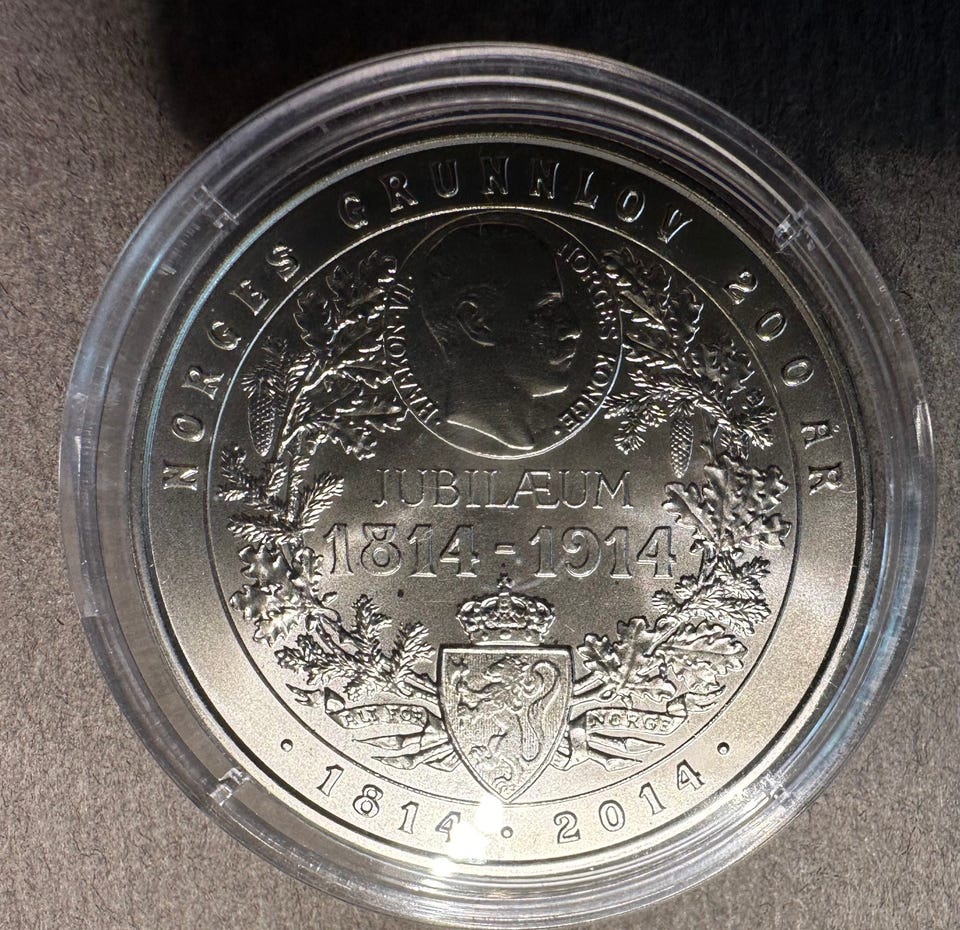 NORGES GRUNNLOV 200 ÅR
HAAKON VII NORGES KONGE.
JUBILÆUM
1814-1914
ALT FOR NORGE
• 1814 • 2014 •